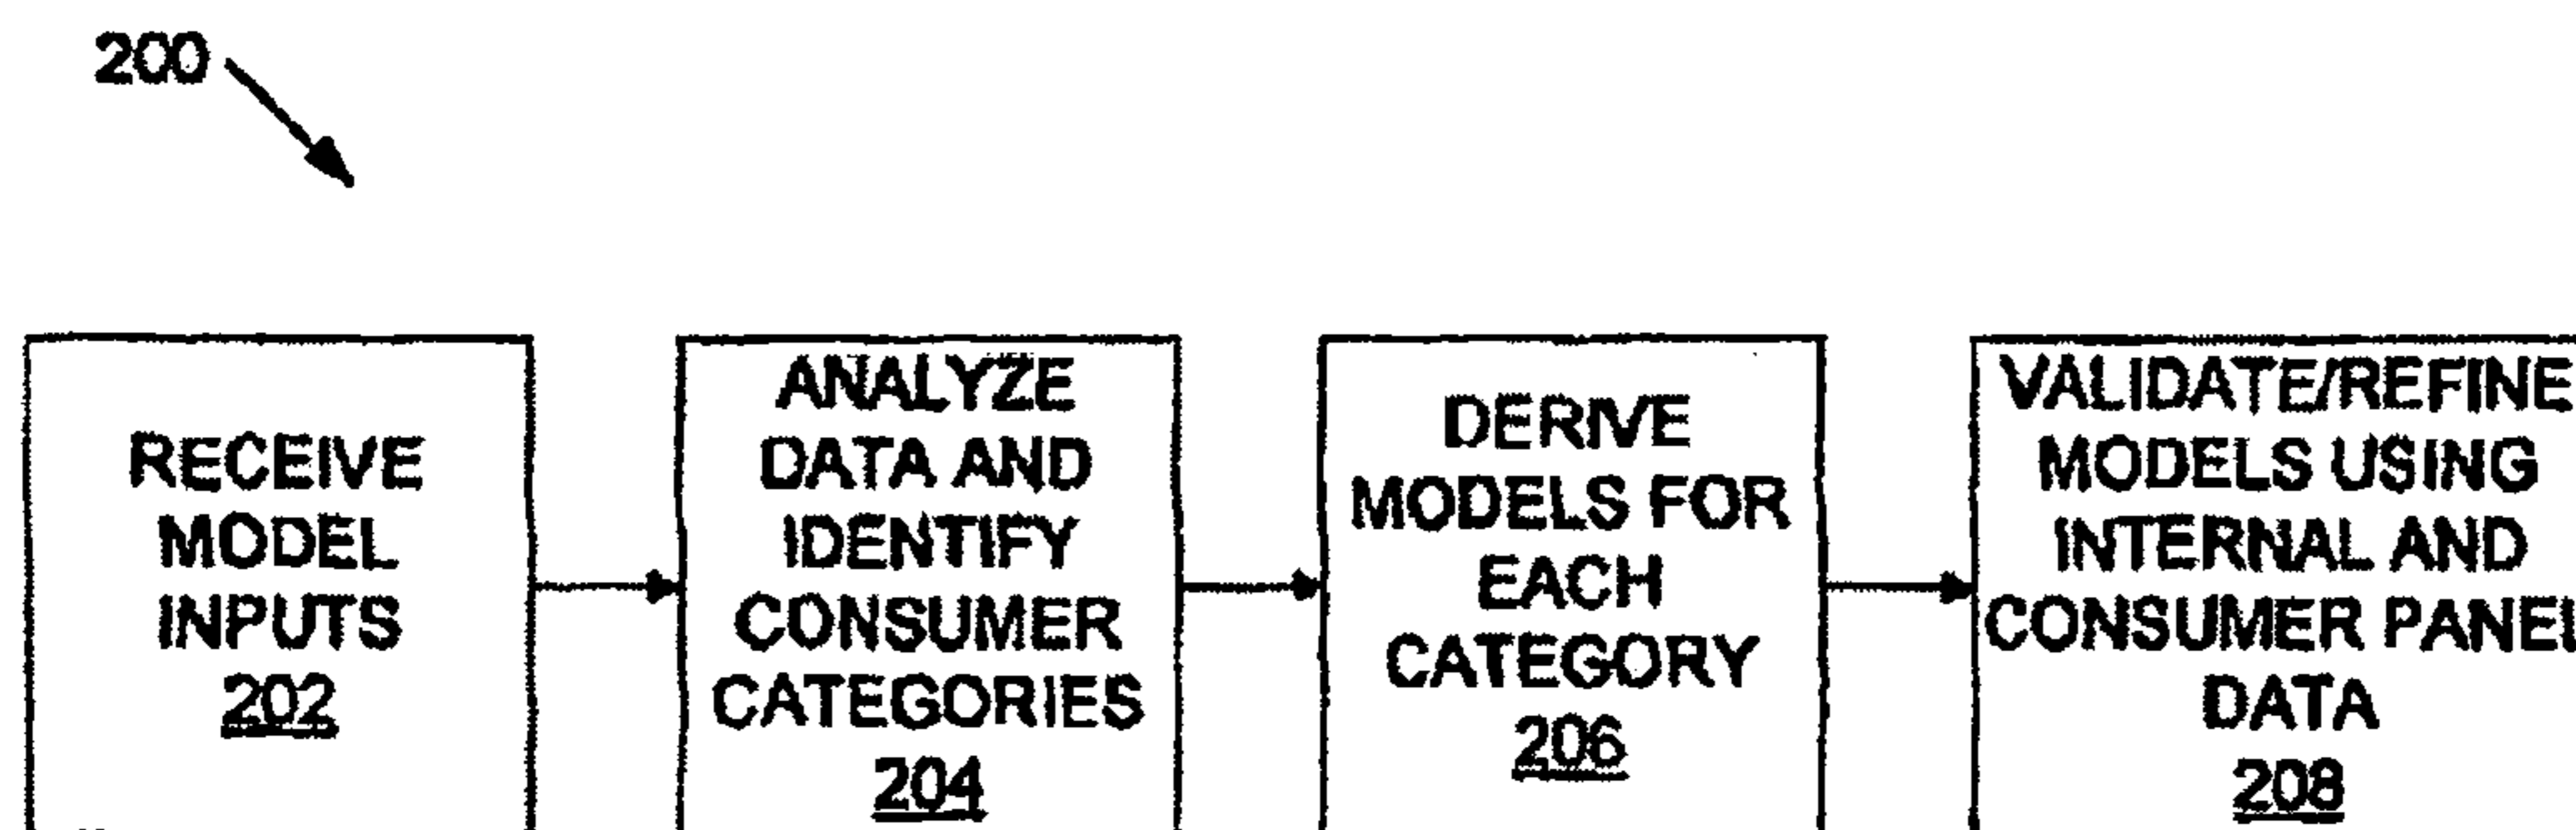 200
RECEIVE
MODEL
INPUTS
202
ANALYZE
DATA AND
IDENTIFY
CONSUMER
CATEGORIES
204
DERIVE
MODELS FOR
EACH
CATEGORY
206
VALIDATE/REFINE
MODELS USING
INTERNAL AND
CONSUMER PANEL
DATA
208